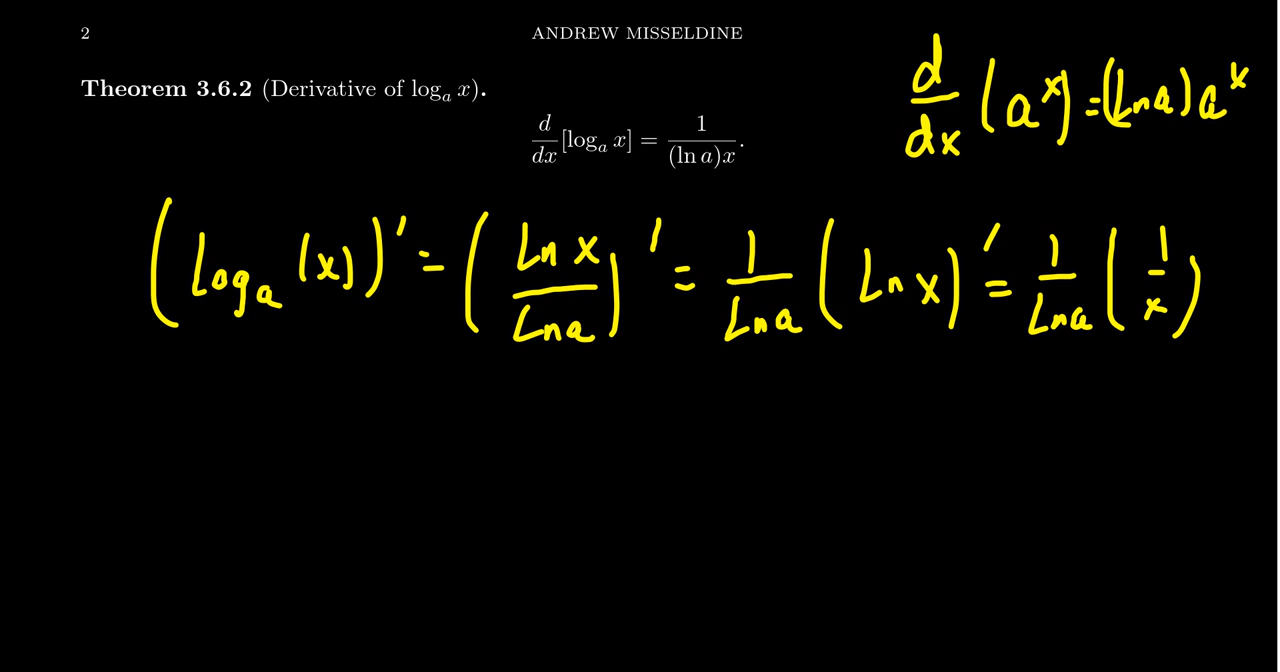 2 ANDREW MISSELDINE
Theorem 3.6.2 (Derivative of log_a x).
d/dx [log_a x] = 1/((ln a)x).
d/dx (a^x) = (Ln a) a^x
(Log_a (x))' = (Ln x / Ln a)' = 1/Ln a (Ln x)' = 1/Ln a (1/x)